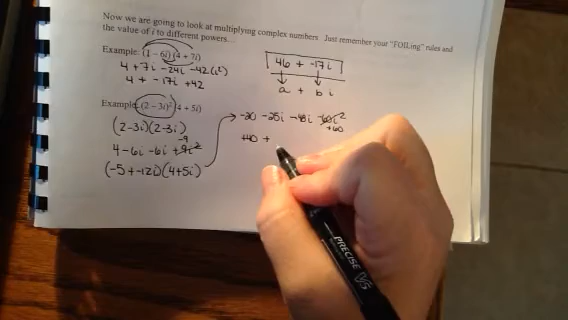 Now we are going to look at multiplying complex numbers Just remember your "FOILing" rules and
the value of i to different powers...
Example: (1 – 6i)(4 + 7i)
4 + 7i -24i -42(i²)
4 + -17i +42
46 + -17i
a + b i
Example: (2 – 3i)²(4 + 5i)
(2-3i)(2-3i)
-9
4 -6i -6i +9i²
(-5 + -12i)(4+5i)
-20 -25i -48i -60i²
+60
+40 +
PRECISE V5